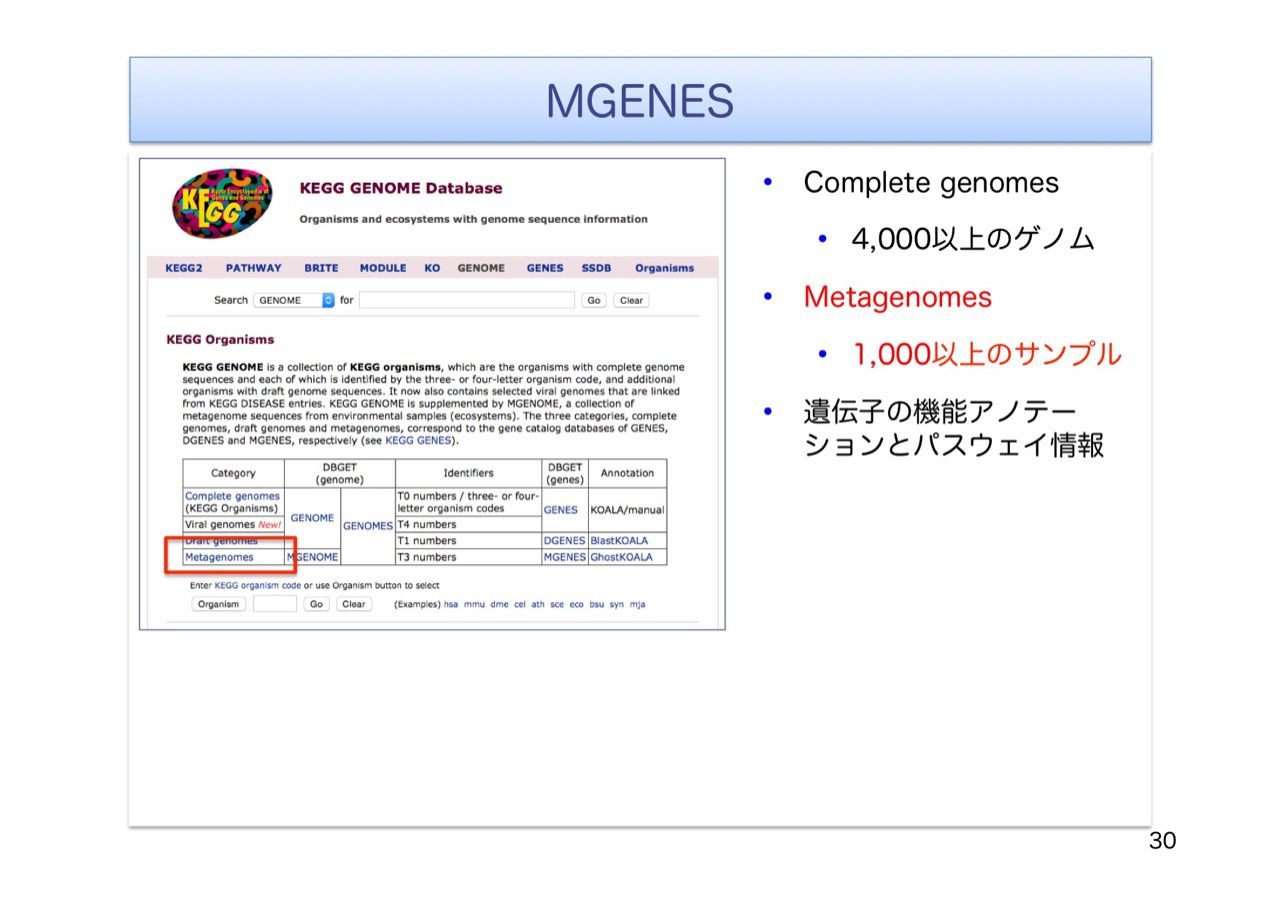 MGENES
KEGG
Kyoto Encyclopedia of
Genes and Genomes
KEGG GENOME Database
Organisms and ecosystems with genome sequence information
KEGG2 PATHWAY BRITE MODULE KO GENOME GENES SSDB Organisms
Search GENOME for Go Clear
KEGG Organisms
KEGG GENOME is a collection of KEGG organisms, which are the organisms with complete genome
sequences and each of which is identified by the three- or four-letter organism code, and additional
organisms with draft genome sequences. It now also contains selected viral genomes that are linked
from KEGG DISEASE entries. KEGG GENOME is supplemented by MGENOME, a collection of
metagenome sequences from environmental samples (ecosystems). The three categories, complete
genomes, draft genomes and metagenomes, correspond to the gene catalog databases of GENES,
DGENES and MGENES, respectively (see KEGG GENES).
Category DBGET (genome) Identifiers DBGET (genes) Annotation
Complete genomes (KEGG Organisms) GENOME GENOMES T0 numbers / three- or four-letter organism codes GENES KOALA/manual
Viral genomes New! T4 numbers
Draft genomes T1 numbers DGENES BlastKOALA
Metagenomes MGENOME T3 numbers MGENES GhostKOALA
Enter KEGG organism code or use Organism button to select
Organism Go Clear (Examples) hsa mmu dme cel ath sce eco bsu syn mja
• Complete genomes
• 4,000以上のゲノム
• Metagenomes
• 1,000以上のサンプル
• 遺伝子の機能アノテー
ションとパスウェイ情報
30